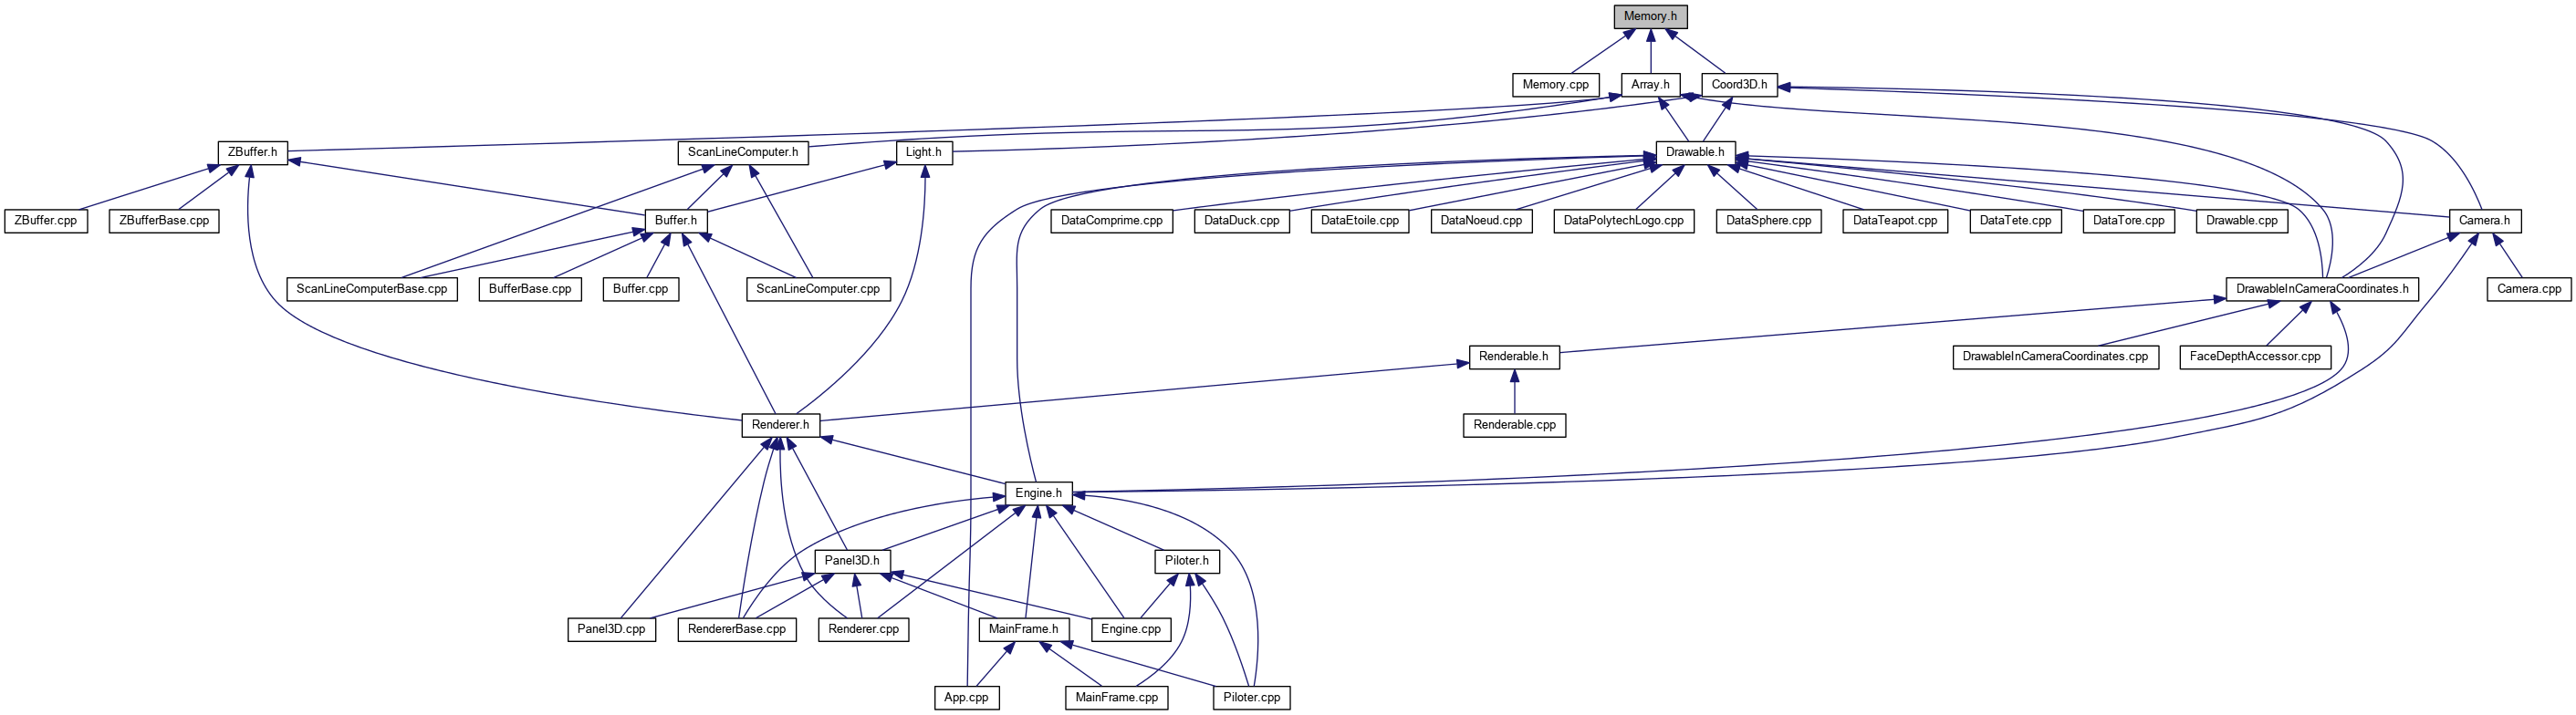 Memory.h
Memory.cpp
Array.h
Coord3D.h
ZBuffer.h
ScanLineComputer.h
Light.h
Drawable.h
ZBuffer.cpp
ZBufferBase.cpp
Buffer.h
DataComprime.cpp
DataDuck.cpp
DataEtoile.cpp
DataNoeud.cpp
DataPolytechLogo.cpp
DataSphere.cpp
DataTeapot.cpp
DataTete.cpp
DataTore.cpp
Drawable.cpp
Camera.h
ScanLineComputerBase.cpp
BufferBase.cpp
Buffer.cpp
ScanLineComputer.cpp
DrawableInCameraCoordinates.h
Camera.cpp
Renderable.h
DrawableInCameraCoordinates.cpp
FaceDepthAccessor.cpp
Renderer.h
Renderable.cpp
Engine.h
Panel3D.h
Piloter.h
Panel3D.cpp
RendererBase.cpp
Renderer.cpp
MainFrame.h
Engine.cpp
App.cpp
MainFrame.cpp
Piloter.cpp